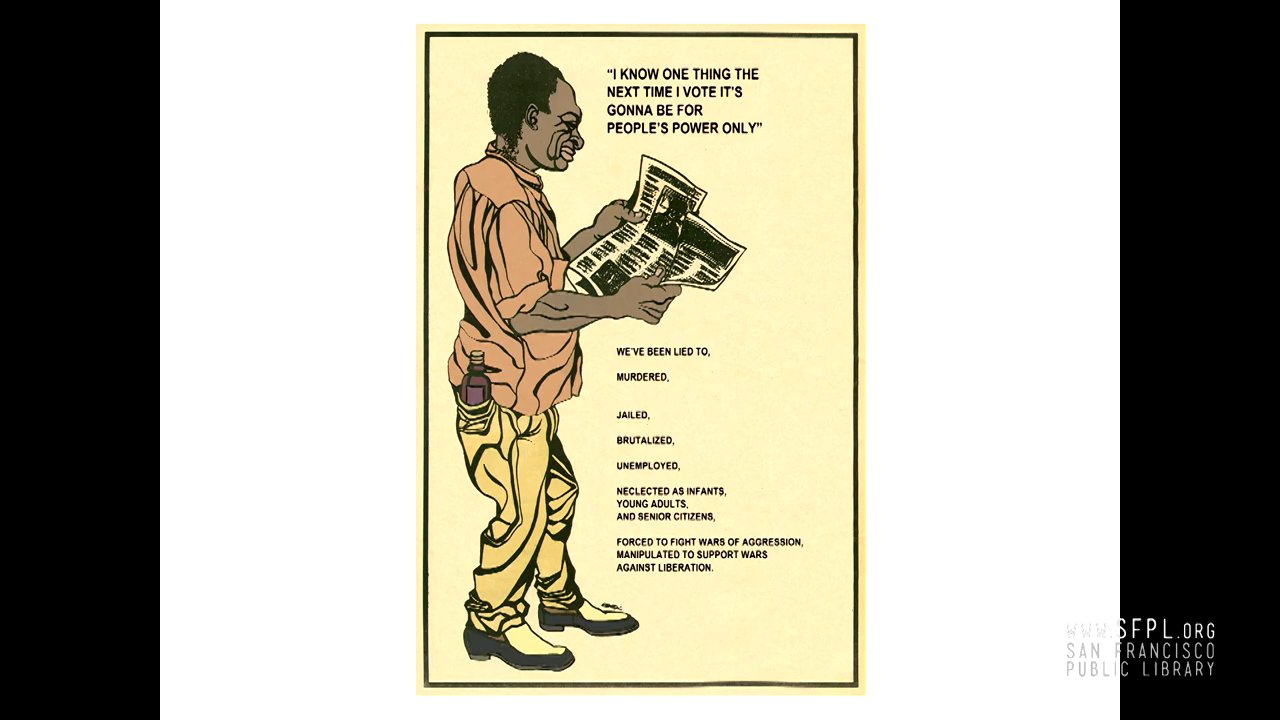 “I KNOW ONE THING THE
NEXT TIME I VOTE IT’S
GONNA BE FOR
PEOPLE’S POWER ONLY”
WE’VE BEEN LIED TO,
MURDERED,
JAILED,
BRUTALIZED,
UNEMPLOYED,
NECLECTED AS INFANTS,
YOUNG ADULTS,
AND SENIOR CITIZENS,
FORCED TO FIGHT WARS OF AGGRESSION,
MANIPULATED TO SUPPORT WARS
AGAINST LIBERATION.
WWW.SFPL.ORG
SAN FRANCISCO
PUBLIC LIBRARY